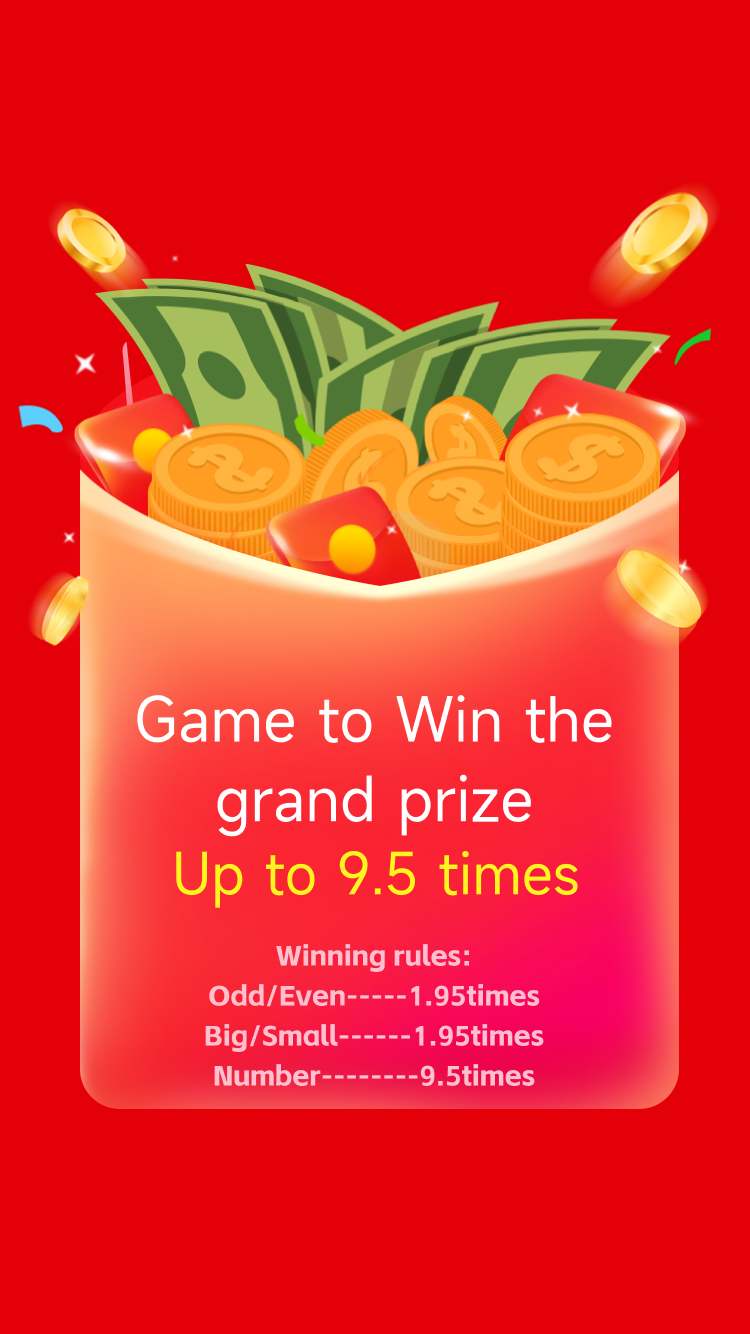 Game to Win the
grand prize
Up to 9.5 times
Winning rules:
Odd/Even-----1.95times
Big/Small------1.95times
Number--------9.5times